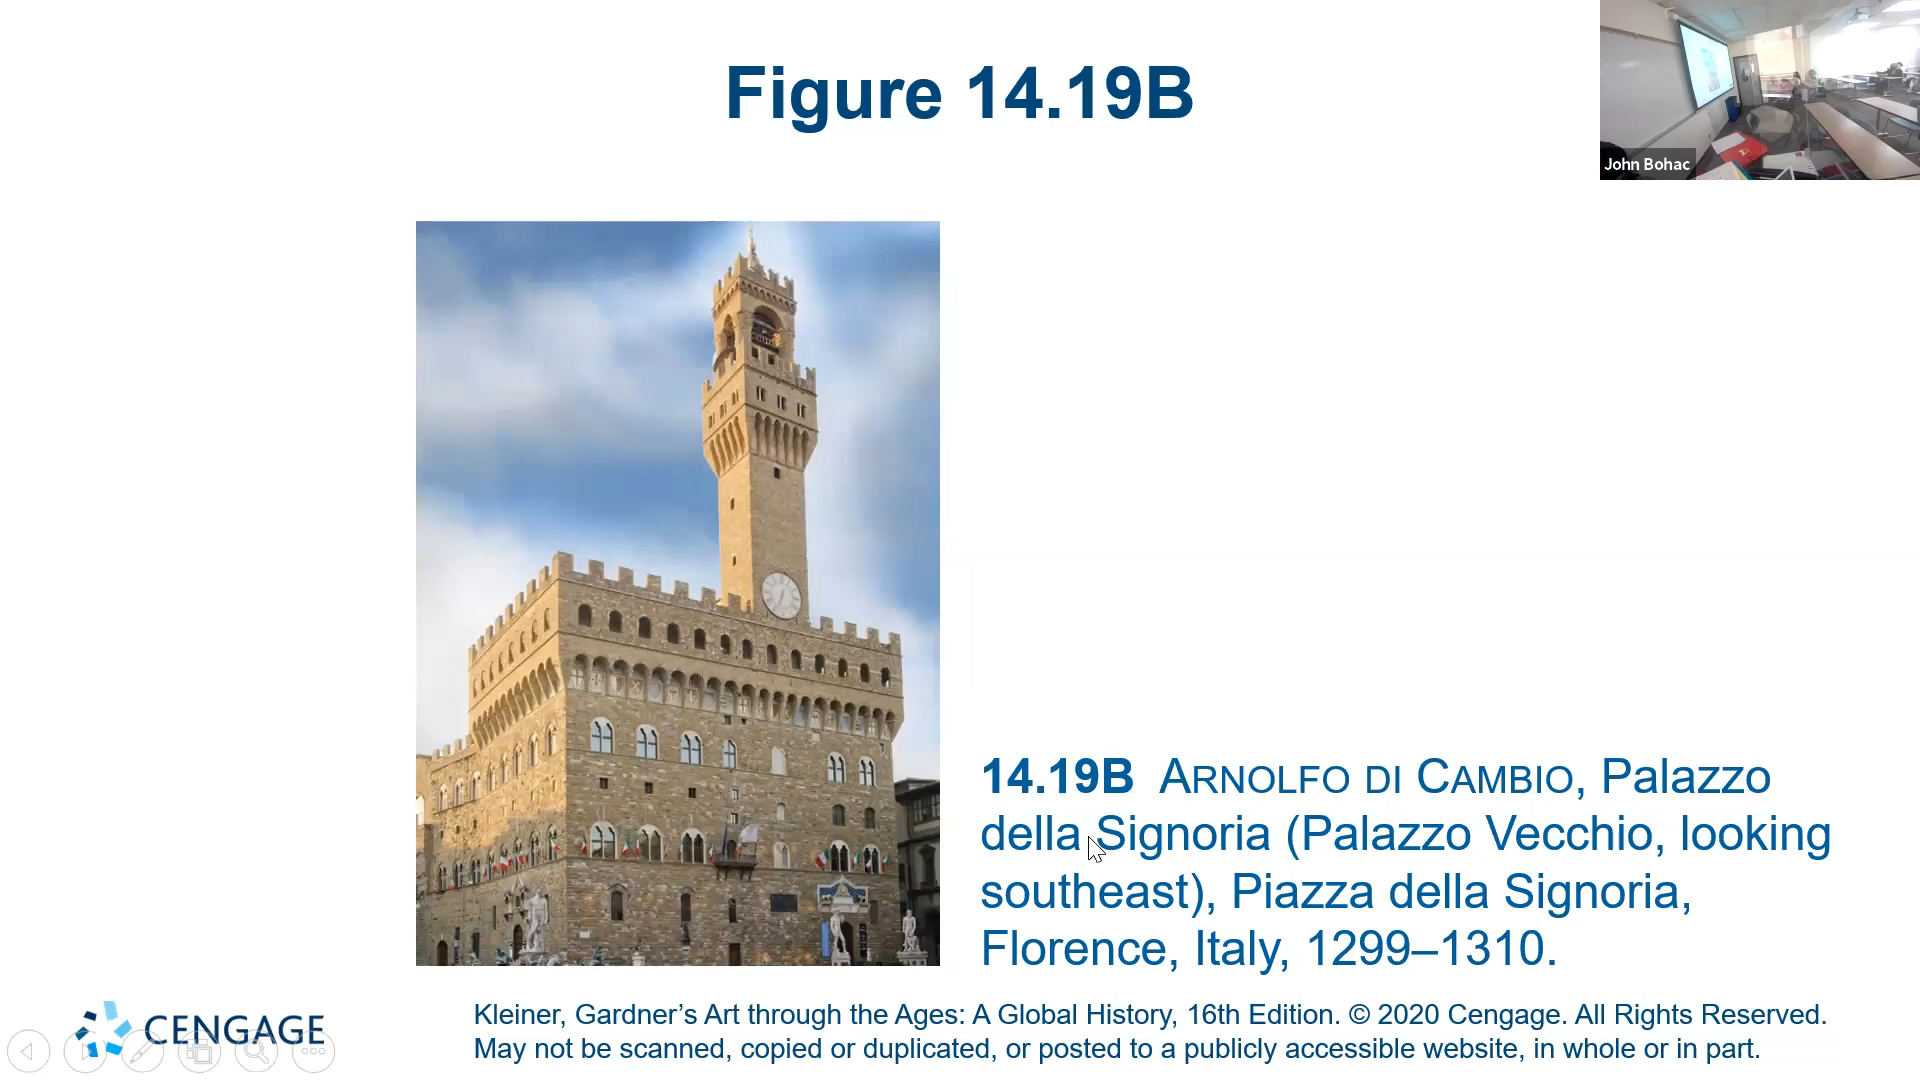 Figure 14.19B
John Bohac
14.19B ARNOLFO DI CAMBIO, Palazzo
della Signoria (Palazzo Vecchio, looking
southeast), Piazza della Signoria,
Florence, Italy, 1299–1310.
CENGAGE
Kleiner, Gardner’s Art through the Ages: A Global History, 16th Edition. © 2020 Cengage. All Rights Reserved.
May not be scanned, copied or duplicated, or posted to a publicly accessible website, in whole or in part.